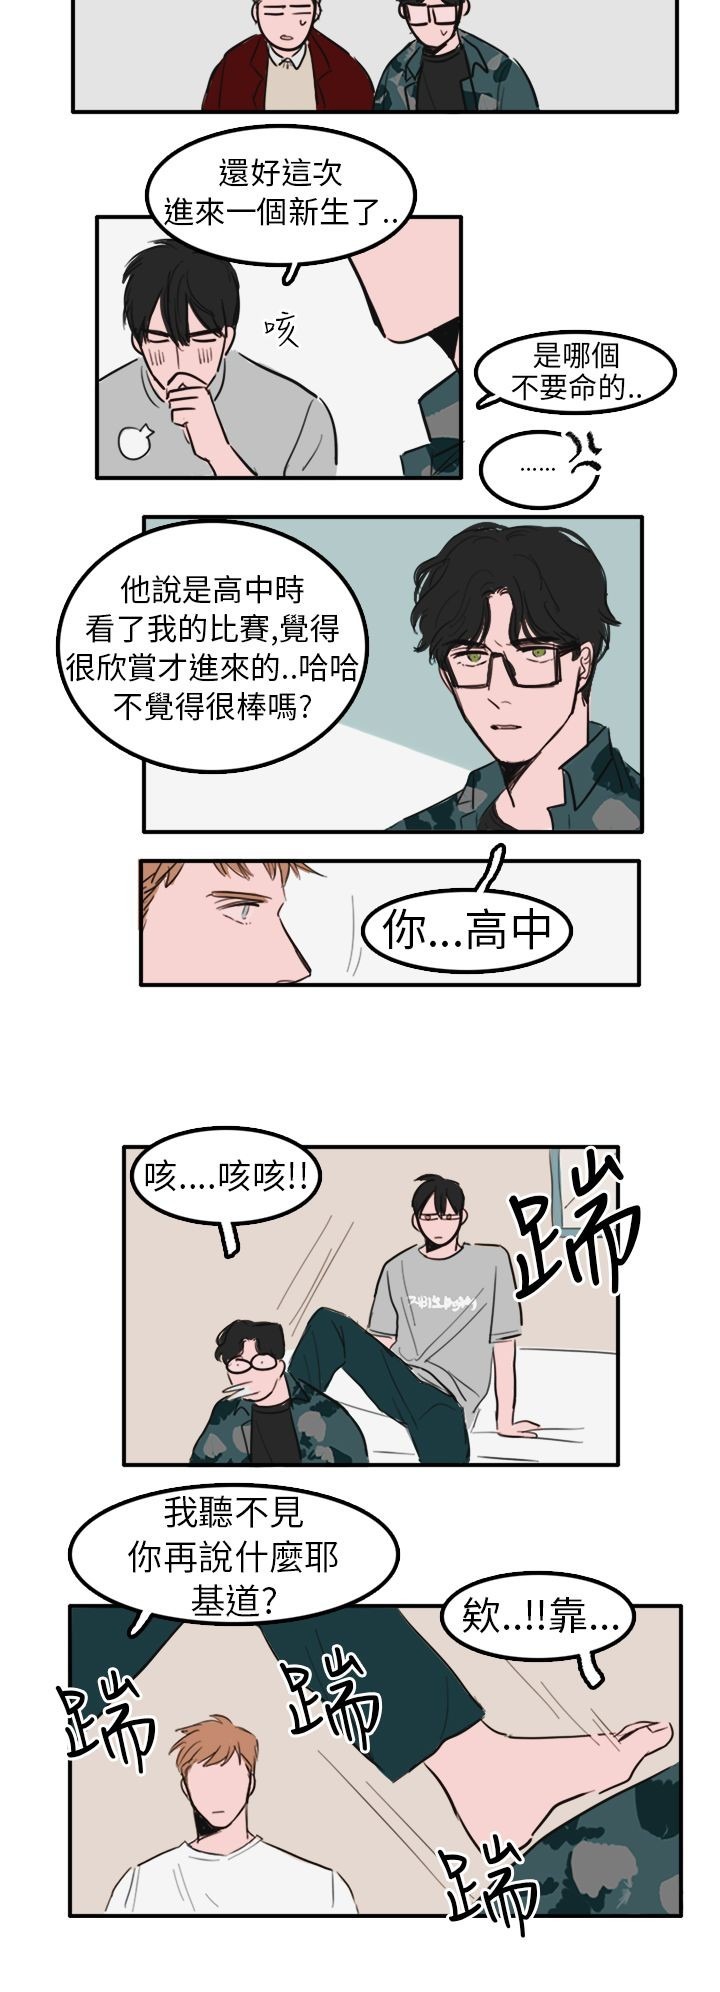 還好這次
進來一個新生了..
咳
是哪個
不要命的..
......
他說是高中時
看了我的比賽,覺得
很欣賞才進來的..哈哈
不覺得很棒嗎?
你...高中
咳....咳咳!!
踹
我聽不見
你再說什麼耶
基道?
欸..!!靠...
踹
踹
踹